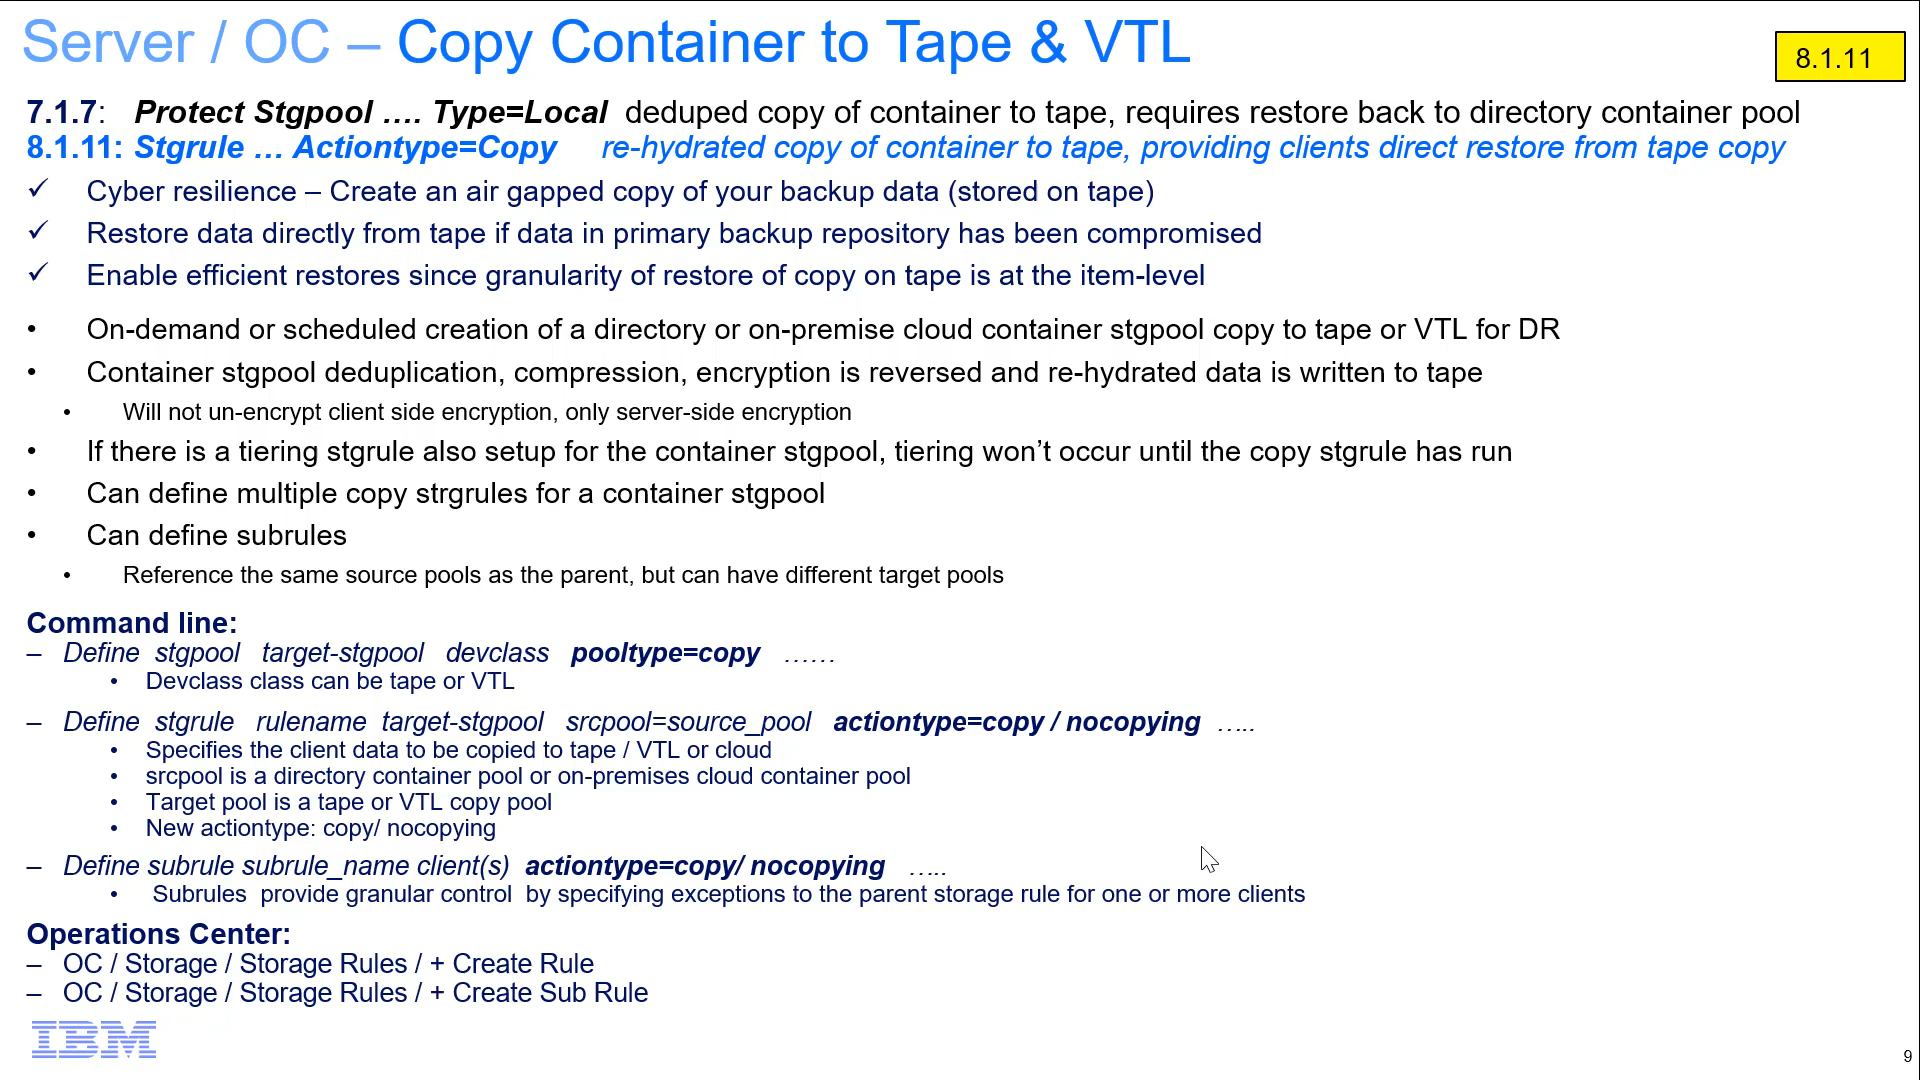 Server / OC – Copy Container to Tape & VTL
8.1.11
7.1.7: Protect Stgpool …. Type=Local deduped copy of container to tape, requires restore back to directory container pool
8.1.11: Stgrule … Actiontype=Copy re-hydrated copy of container to tape, providing clients direct restore from tape copy
✓ Cyber resilience – Create an air gapped copy of your backup data (stored on tape)
✓ Restore data directly from tape if data in primary backup repository has been compromised
✓ Enable efficient restores since granularity of restore of copy on tape is at the item-level
• On-demand or scheduled creation of a directory or on-premise cloud container stgpool copy to tape or VTL for DR
• Container stgpool deduplication, compression, encryption is reversed and re-hydrated data is written to tape
• Will not un-encrypt client side encryption, only server-side encryption
• If there is a tiering stgrule also setup for the container stgpool, tiering won’t occur until the copy stgrule has run
• Can define multiple copy strgrules for a container stgpool
• Can define subrules
• Reference the same source pools as the parent, but can have different target pools
Command line:
– Define stgpool target-stgpool devclass pooltype=copy ……
• Devclass class can be tape or VTL
– Define stgrule rulename target-stgpool srcpool=source_pool actiontype=copy / nocopying …..
• Specifies the client data to be copied to tape / VTL or cloud
• srcpool is a directory container pool or on-premises cloud container pool
• Target pool is a tape or VTL copy pool
• New actiontype: copy/ nocopying
– Define subrule subrule_name client(s) actiontype=copy/ nocopying …..
• Subrules provide granular control by specifying exceptions to the parent storage rule for one or more clients
Operations Center:
– OC / Storage / Storage Rules / + Create Rule
– OC / Storage / Storage Rules / + Create Sub Rule
IBM
9